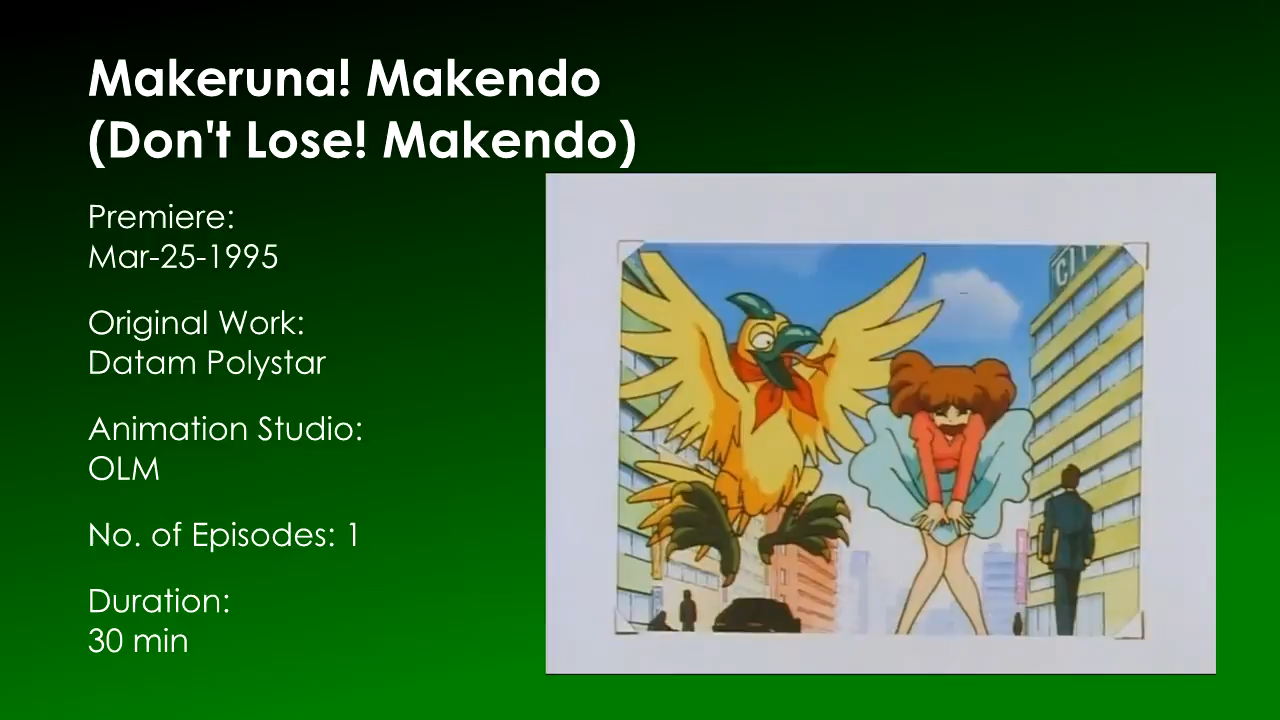 Makeruna! Makendo
(Don't Lose! Makendo)
Premiere:
Mar-25-1995
Original Work:
Datam Polystar
Animation Studio:
OLM
No. of Episodes: 1
Duration:
30 min
CIT